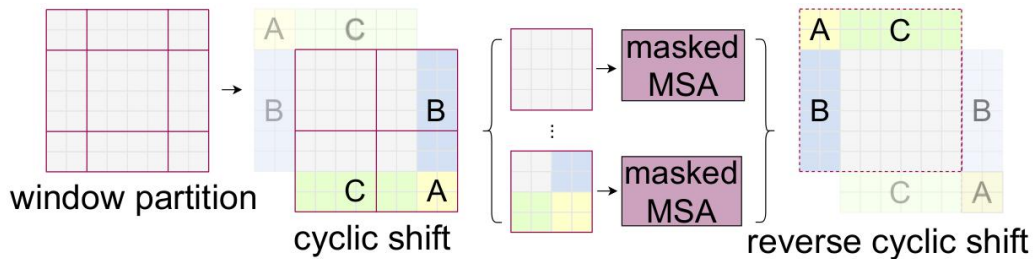 A C
B
B
C A
window partition
cyclic shift
masked
MSA
...
masked
MSA
A C
B
B
C A
reverse cyclic shift